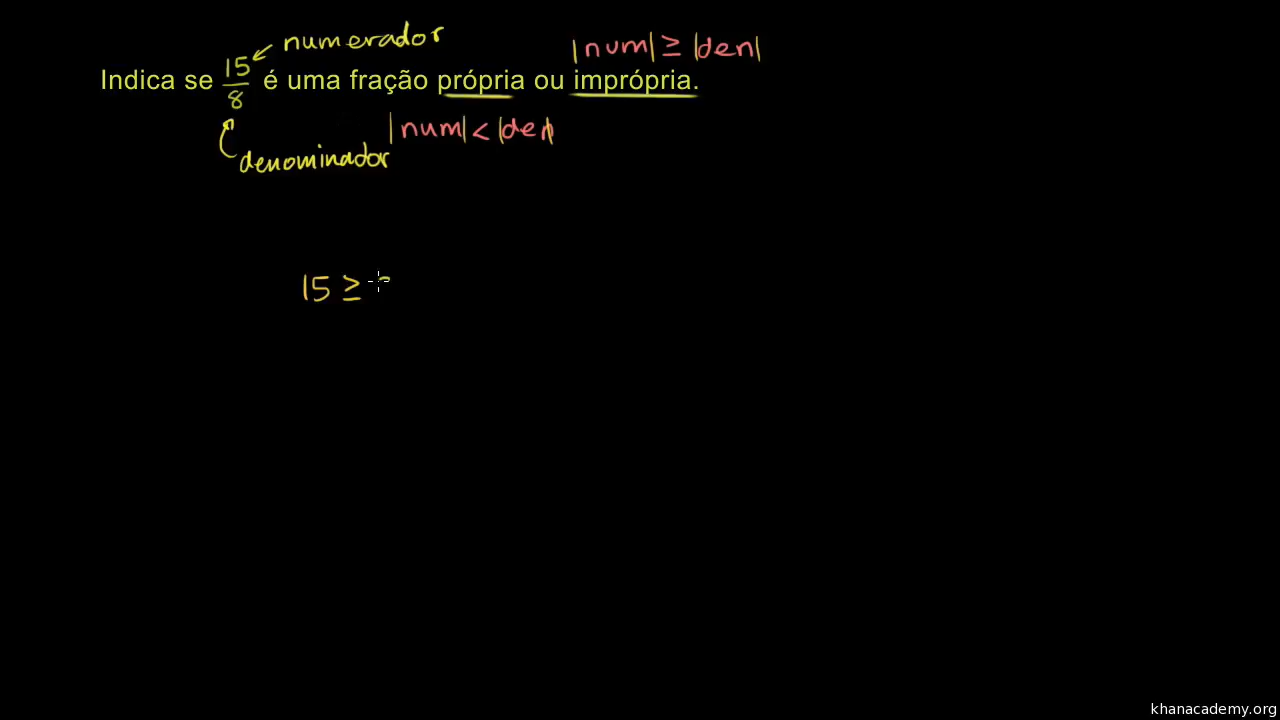 numerador
|num| ≥ |den|
Indica se 15/8 é uma fração própria ou imprópria.
|num| < |den|
denominador
15 ≥
khanacademy.org